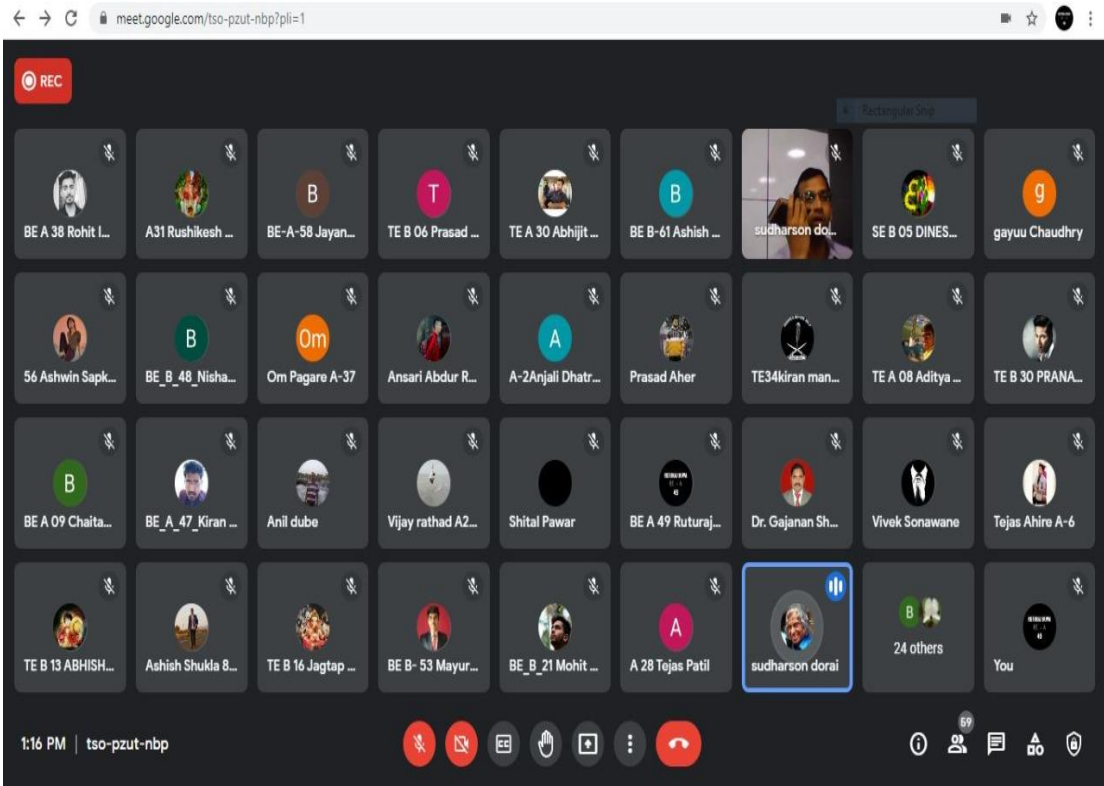 meet.google.com/tso-pzut-nbp?pli=1
REC
Rectangular Snip
B T B g
BE A 38 Rohit I... A31 Rushikesh ... BE-A-58 Jayan... TE B 06 Prasad ... TE A 30 Abhijit ... BE B-61 Ashish ... sudharson do... SE B 05 DINES... gayuu Chaudhry
B Om A
56 Ashwin Sapk... BE_B_48_Nisha... Om Pagare A-37 Ansari Abdur R... A-2Anjali Dhatr... Prasad Aher TE34kiran man... TE A 08 Aditya ... TE B 30 PRANA...
B
BE A 09 Chaita... BE_A_47_Kiran ... Anil dube Vijay rathad A2... Shital Pawar BE A 49 Ruturaj... Dr. Gajanan Sh... Vivek Sonawane Tejas Ahire A-6
A B
TE B 13 ABHISH... Ashish Shukla 8... TE B 16 Jagtap ... BE B- 53 Mayur... BE_B_21 Mohit ... A 28 Tejas Patil sudharson dorai 24 others You
1:16 PM | tso-pzut-nbp CC 59